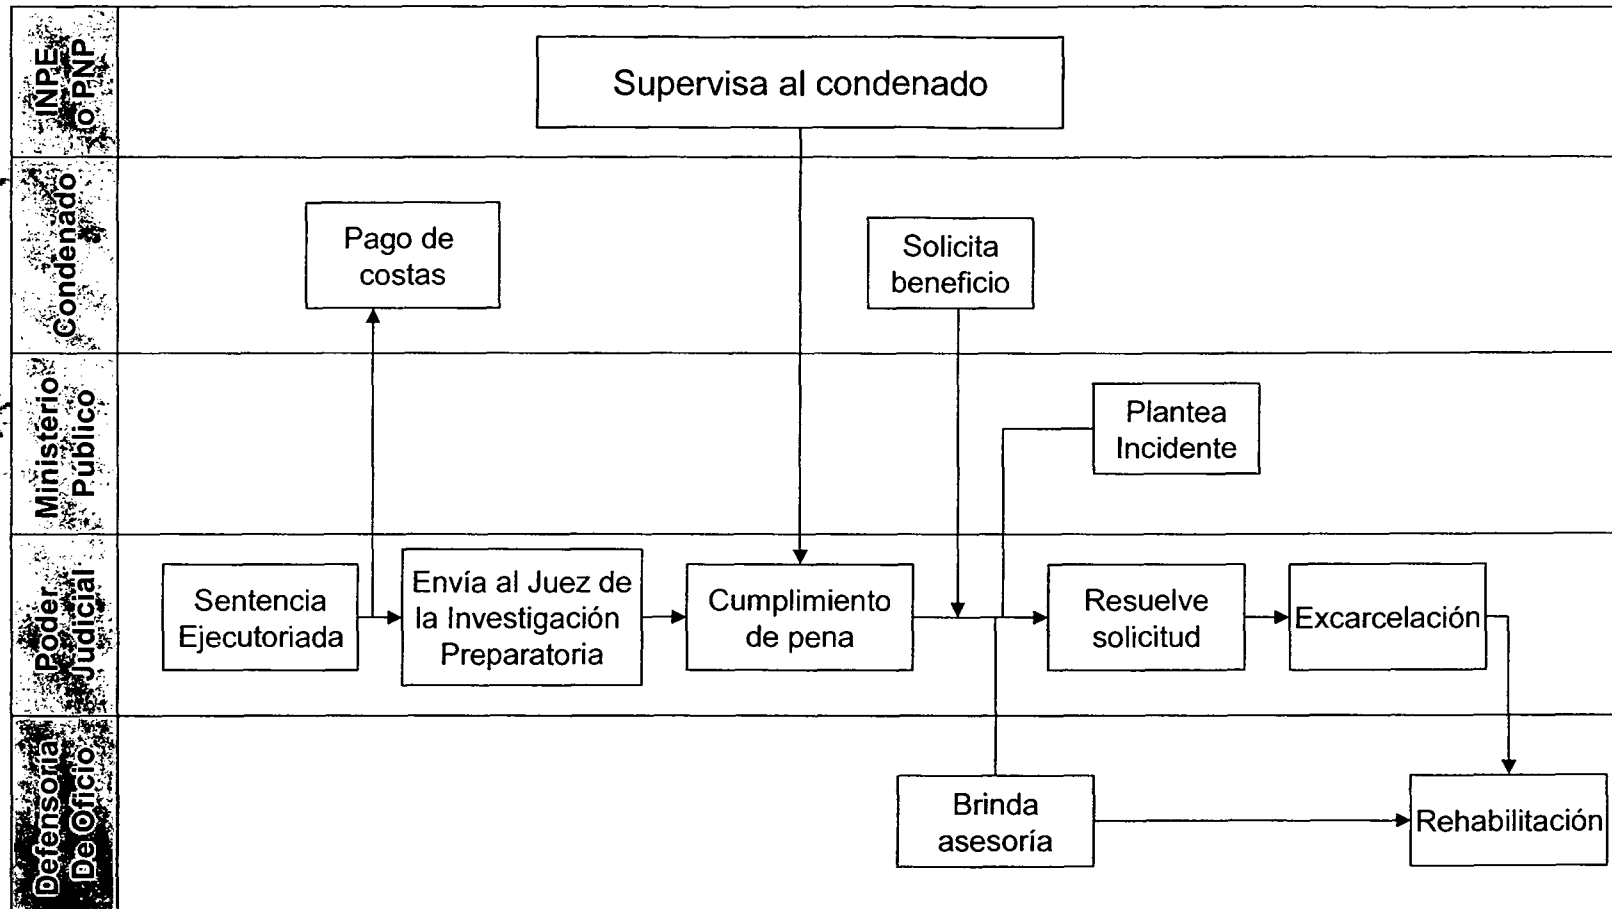 INPE
o PNP
Supervisa al condenado
Condenado
Pago de
costas
Solicita
beneficio
Ministerio
Público
Plantea
Incidente
Poder
Judicial
Sentencia
Ejecutoriada
Envía al Juez de
la Investigación
Preparatoria
Cumplimiento
de pena
Resuelve
solicitud
Excarcelación
Defensoría
De Oficio
Brinda
asesoría
Rehabilitación